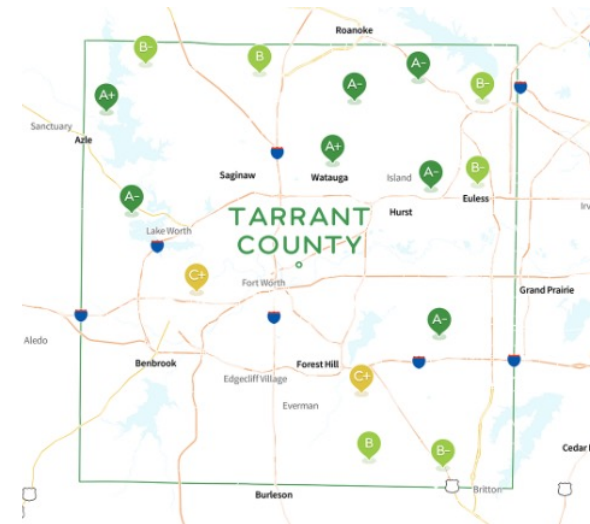 Roanoke
B-
B
A-
A-
B-
A+
Sanctuary
Azle
A+
Saginaw
Watauga
Island
A-
B-
Euless
Hurst
Irv
A-
TARRANT
COUNTY
Lake Worth
C+
Fort Worth
Grand Prairie
A-
Aledo
Benbrook
Forest Hill
Edgecliff Village
C+
Everman
B
B-
Cedar
Burleson
Britton